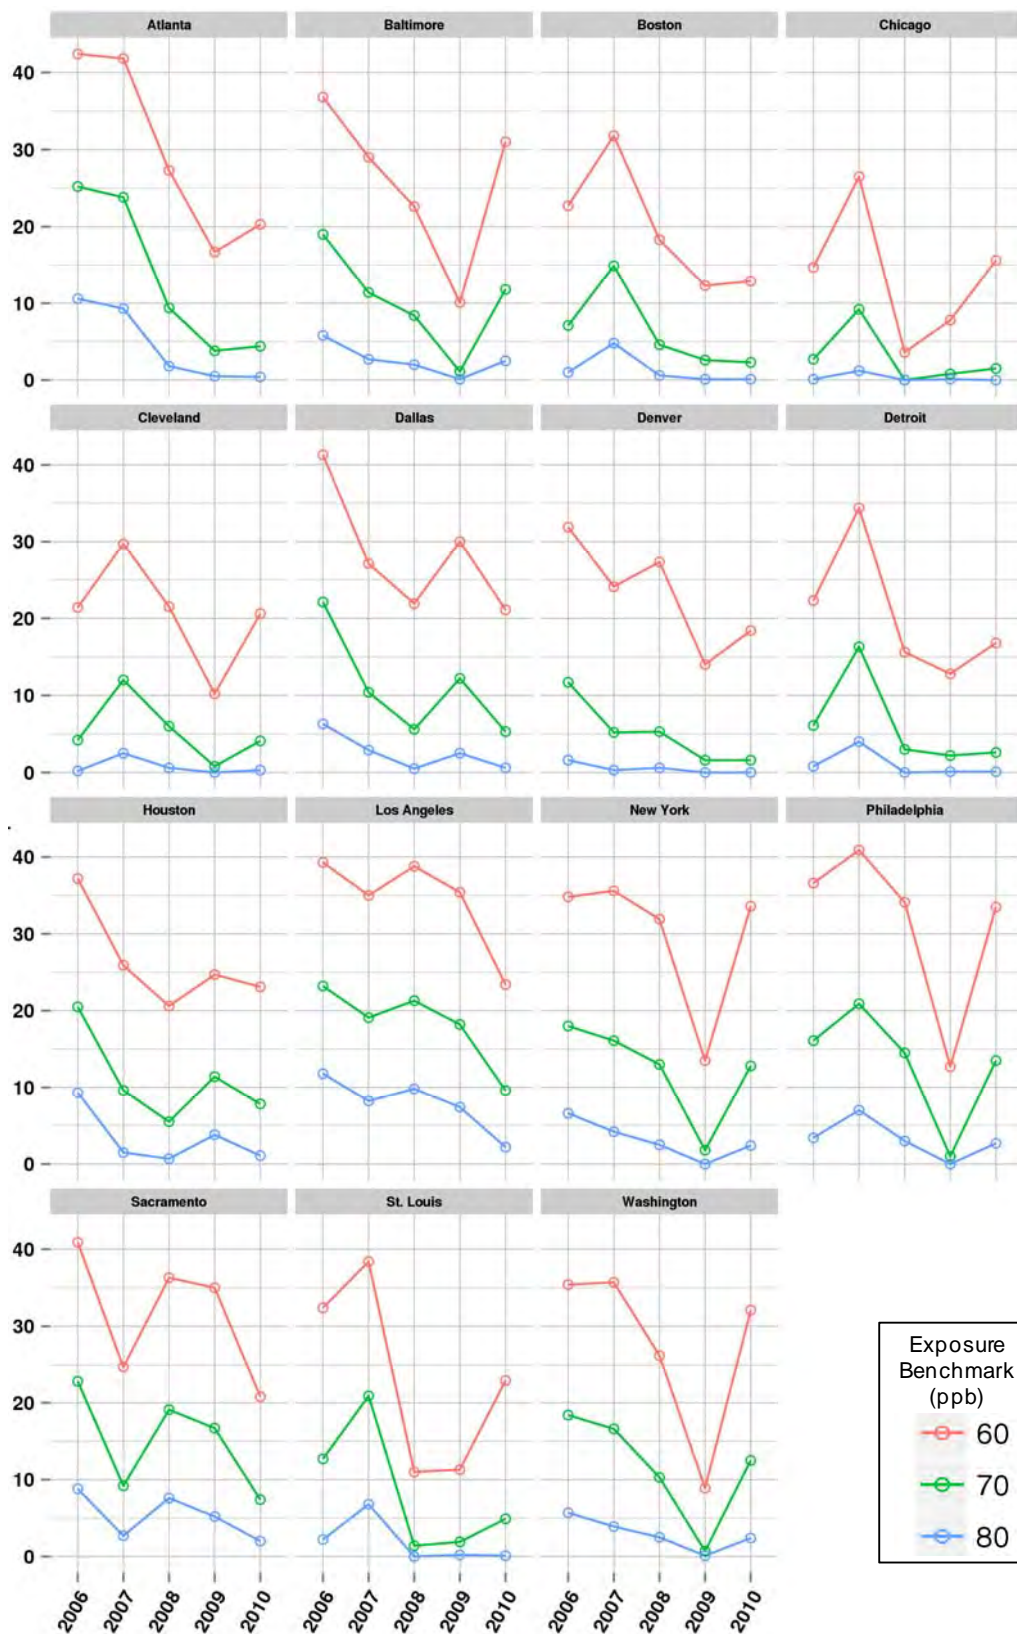 Atlanta Baltimore Boston Chicago
40
30
20
10
0
Cleveland Dallas Denver Detroit
40
30
20
10
0
Houston Los Angeles New York Philadelphia
40
30
20
10
0
Sacramento St. Louis Washington
40
30
20
10
0
2006 2007 2008 2009 2010 2006 2007 2008 2009 2010 2006 2007 2008 2009 2010
Exposure
Benchmark
(ppb)
60
70
80